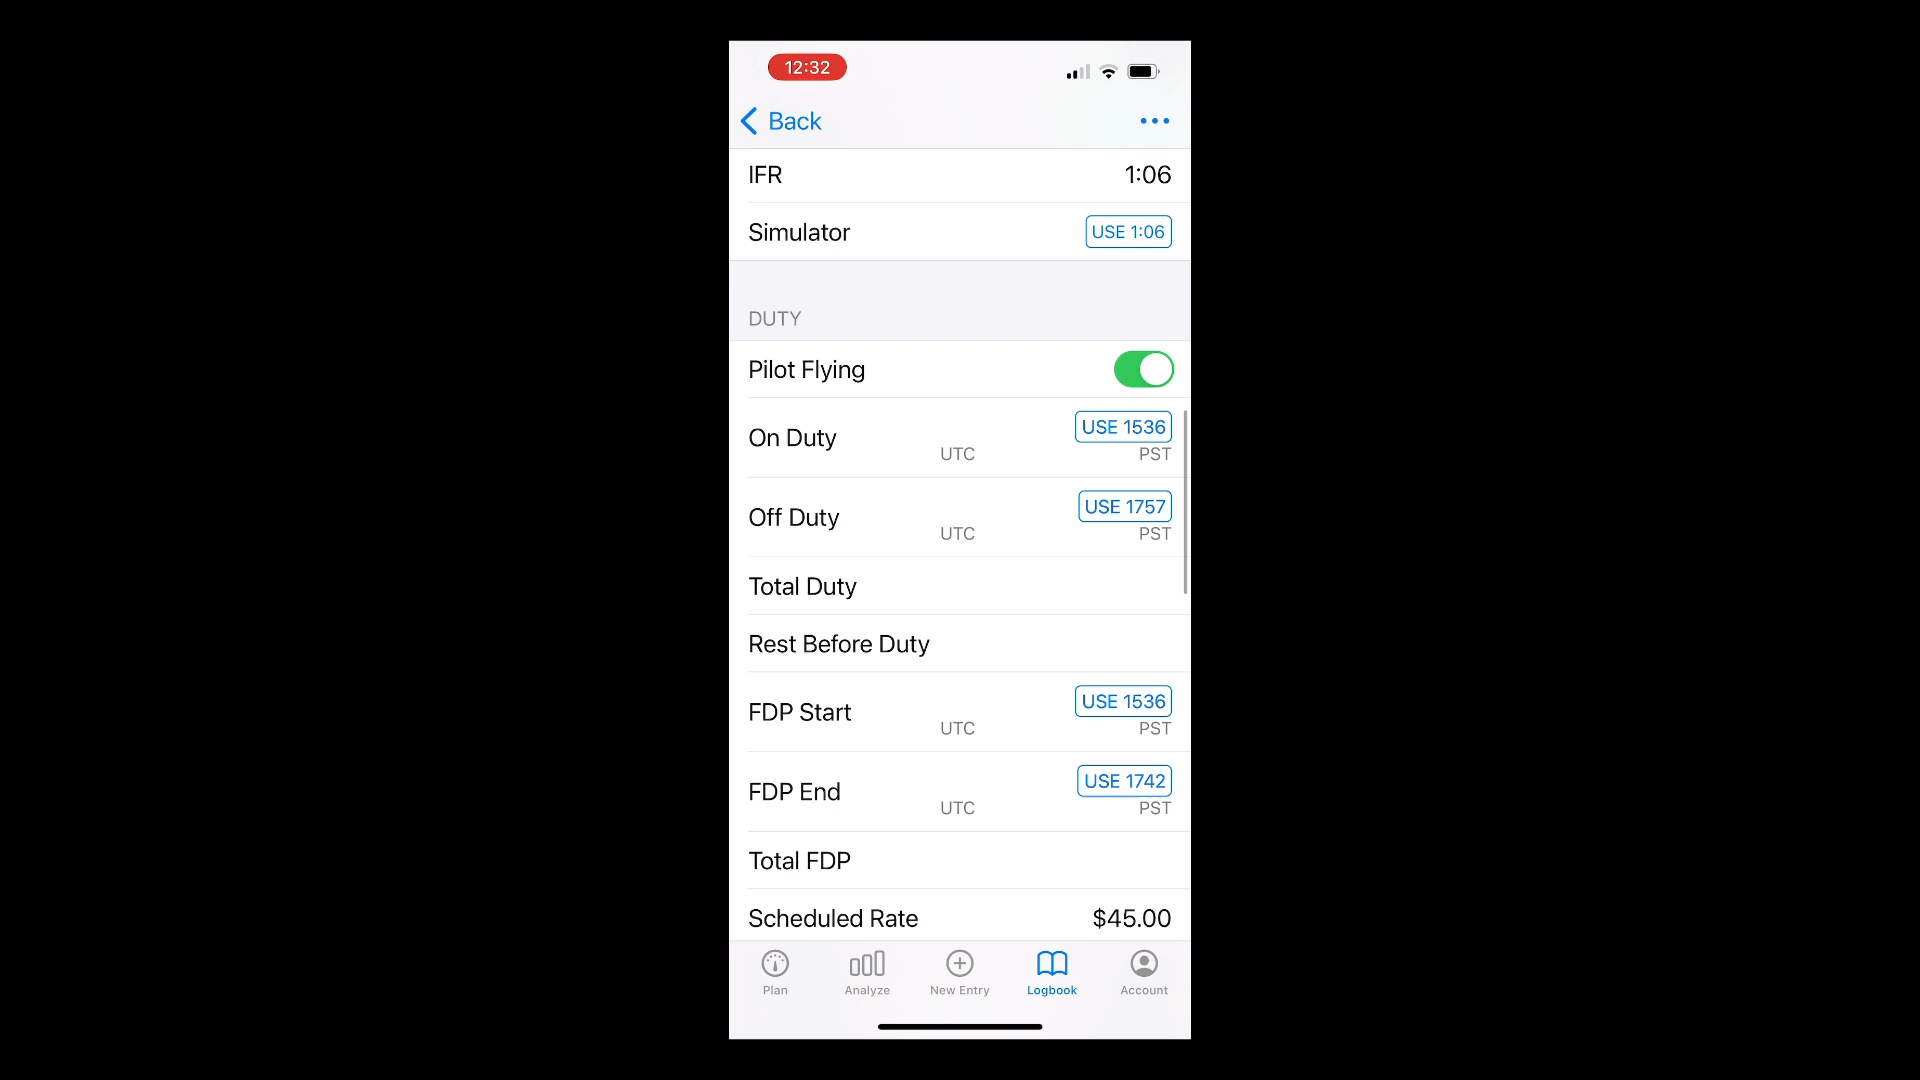 12:32
Back
IFR 1:06
Simulator USE 1:06
DUTY
Pilot Flying
On Duty UTC USE 1536 PST
Off Duty UTC USE 1757 PST
Total Duty
Rest Before Duty
FDP Start UTC USE 1536 PST
FDP End UTC USE 1742 PST
Total FDP
Scheduled Rate $45.00
Plan Analyze New Entry Logbook Account